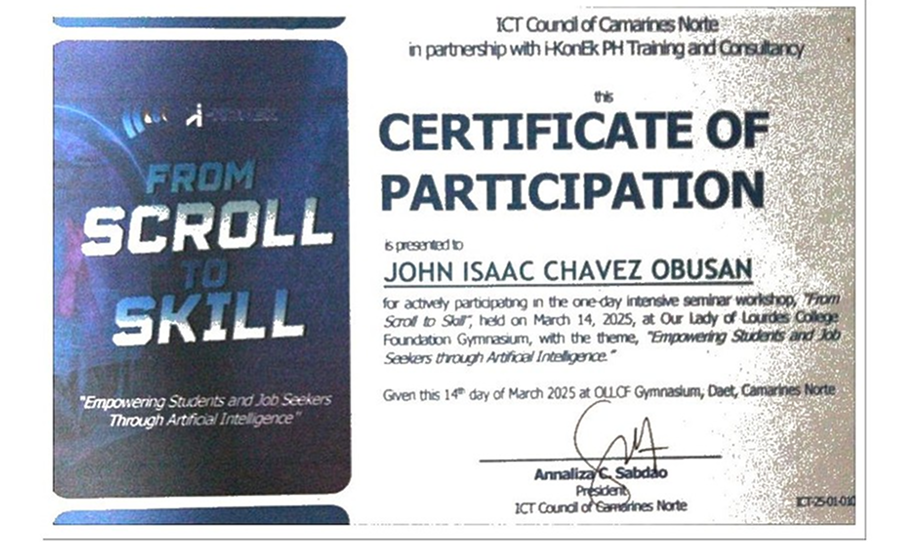 FROM
SCROLL
TO
SKILL
"Empowering Students and Job Seekers
Through Artificial Intelligence"
ICT Council of Camarines Norte
in partnership with i-KonEk PH Training and Consultancy
this
CERTIFICATE OF
PARTICIPATION
is presented to
JOHN ISAAC CHAVEZ OBUSAN
for actively participating in the one-day intensive seminar workshop, "From
Scroll to Skill", held on March 14, 2025, at Our Lady of Lourdes College
Foundation Gymnasium, with the theme, "Empowering Students and Job
Seekers through Artificial Intelligence."
Given this 14th day of March 2025 at OLLCF Gymnasium, Daet, Camarines Norte
Annaliza C. Sabdao
President
ICT Council of Camarines Norte
ICT-25-01-010